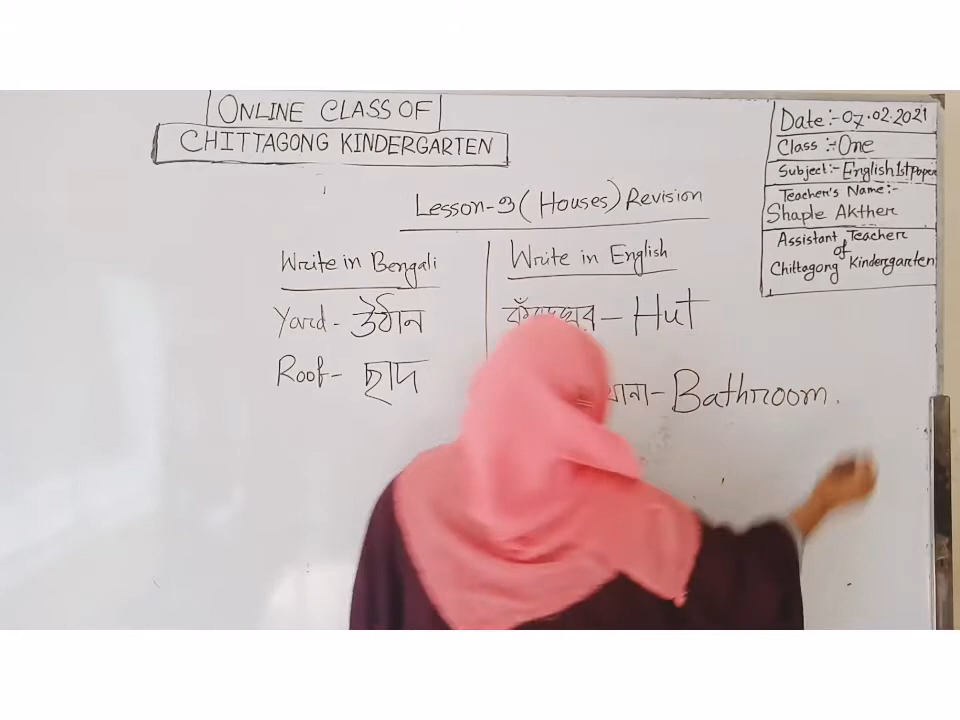 ONLINE CLASS OF
CHITTAGONG KINDERGARTEN
Date:-07.02.2021
Class:-One
Subject:-English 1st Paper
Teacher's Name:-
Shaple Akther
Assistant Teacher
of
Chittagong Kindergarten
Lesson-3 (Houses) Revision
Write in Bengali
Yard- উঠান
Roof- ছাদ
Write in English
– Hut
– Bathroom.